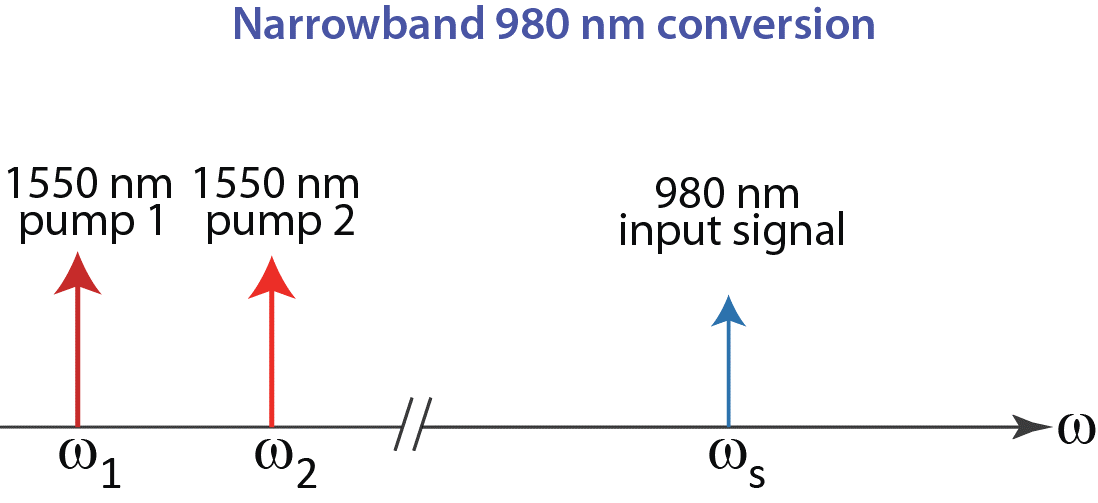 Narrowband 980 nm conversion
1550 nm
pump 1
1550 nm
pump 2
980 nm
input signal
ω1
ω2
ωs
ω